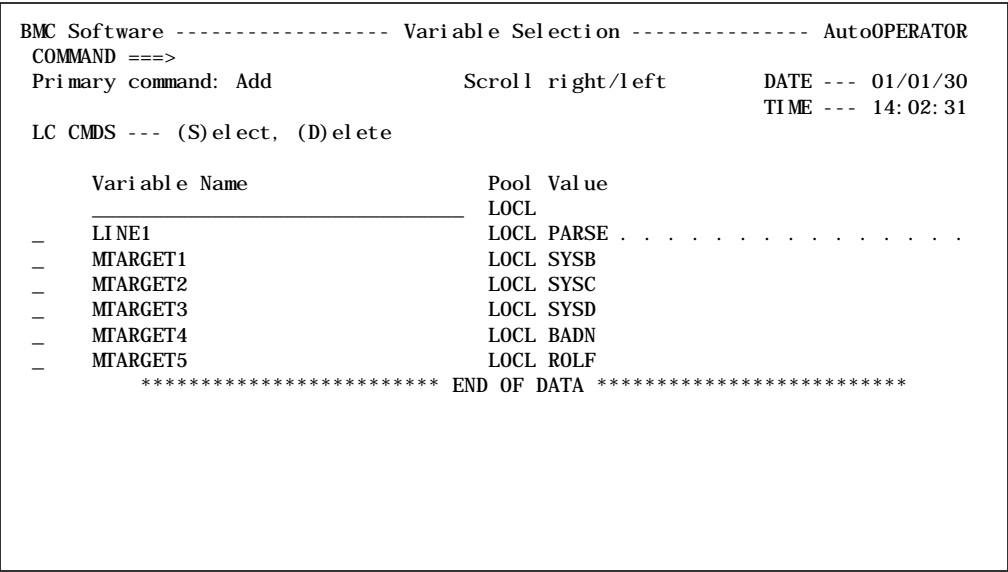 BMC Software ------------------ Variable Selection --------------- AutoOPERATOR
COMMAND ===>
Primary command: Add                Scroll right/left        DATE --- 01/01/30
                                                             TIME --- 14:02:31
LC CMDS --- (S)elect, (D)elete
      Variable Name                    Pool Value
      _______________________________  LOCL
_     LINE1                            LOCL PARSE . . . . . . . . . . . . . . .
_     MTARGET1                         LOCL SYSB
_     MTARGET2                         LOCL SYSC
_     MTARGET3                         LOCL SYSD
_     MTARGET4                         LOCL BADN
_     MTARGET5                         LOCL ROLF
************************* END OF DATA **************************